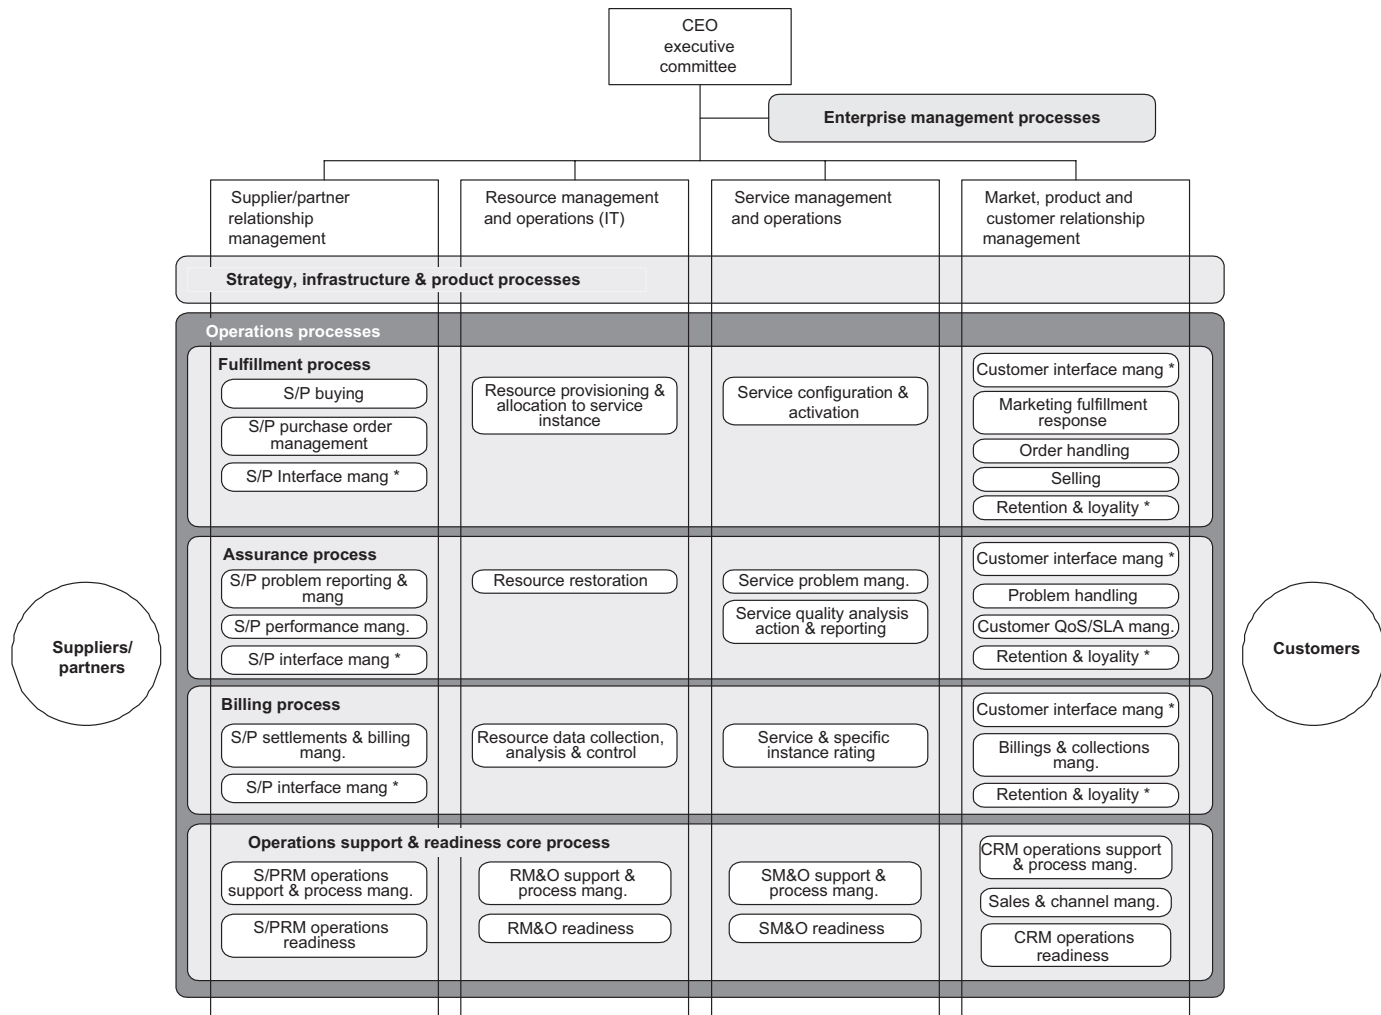 CEO
executive
committee
Enterprise management processes
Supplier/partner
relationship
management
Resource management
and operations (IT)
Service management
and operations
Market, product and
customer relationship
management
Strategy, infrastructure & product processes
Operations processes
Fulfillment process
S/P buying
S/P purchase order
management
S/P Interface mang *
Resource provisioning &
allocation to service
instance
Service configuration &
activation
Customer interface mang *
Marketing fulfillment
response
Order handling
Selling
Retention & loyality *
Assurance process
S/P problem reporting &
mang
S/P performance mang.
S/P interface mang *
Resource restoration
Service problem mang.
Service quality analysis
action & reporting
Customer interface mang *
Problem handling
Customer QoS/SLA mang.
Retention & loyality *
Suppliers/
partners
Customers
Billing process
S/P settlements & billing
mang.
S/P interface mang *
Resource data collection,
analysis & control
Service & specific
instance rating
Customer interface mang *
Billings & collections
mang.
Retention & loyality *
Operations support & readiness core process
S/PRM operations
support & process mang.
S/PRM operations
readiness
RM&O support &
process mang.
RM&O readiness
SM&O support &
process mang.
SM&O readiness
CRM operations support
& process mang.
Sales & channel mang.
CRM operations
readiness